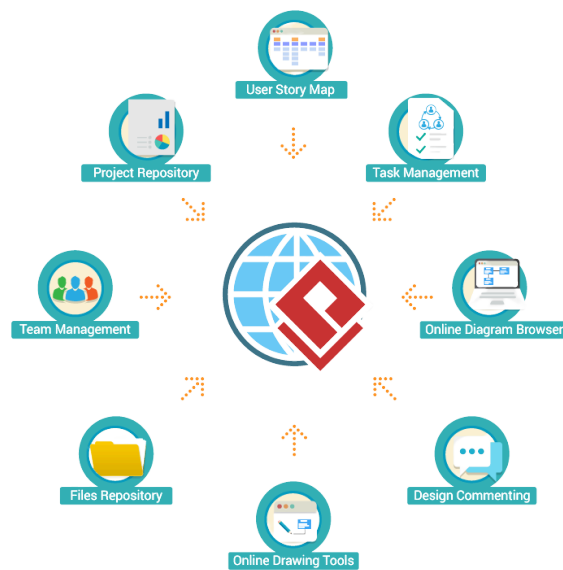 User Story Map
Project Repository
Task Management
Team Management
Online Diagram Browser
Files Repository
Design Commenting
Online Drawing Tools